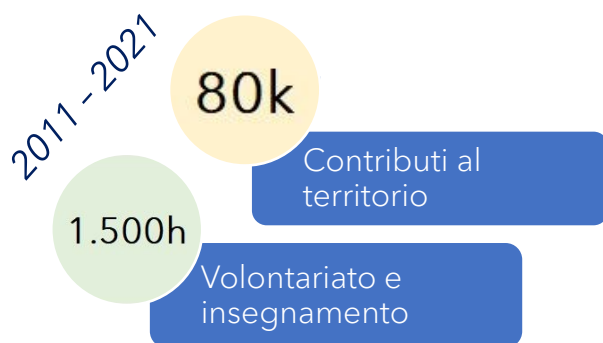 2011 - 2021
80k
Contributi al
territorio
1.500h
Volontariato e
insegnamento